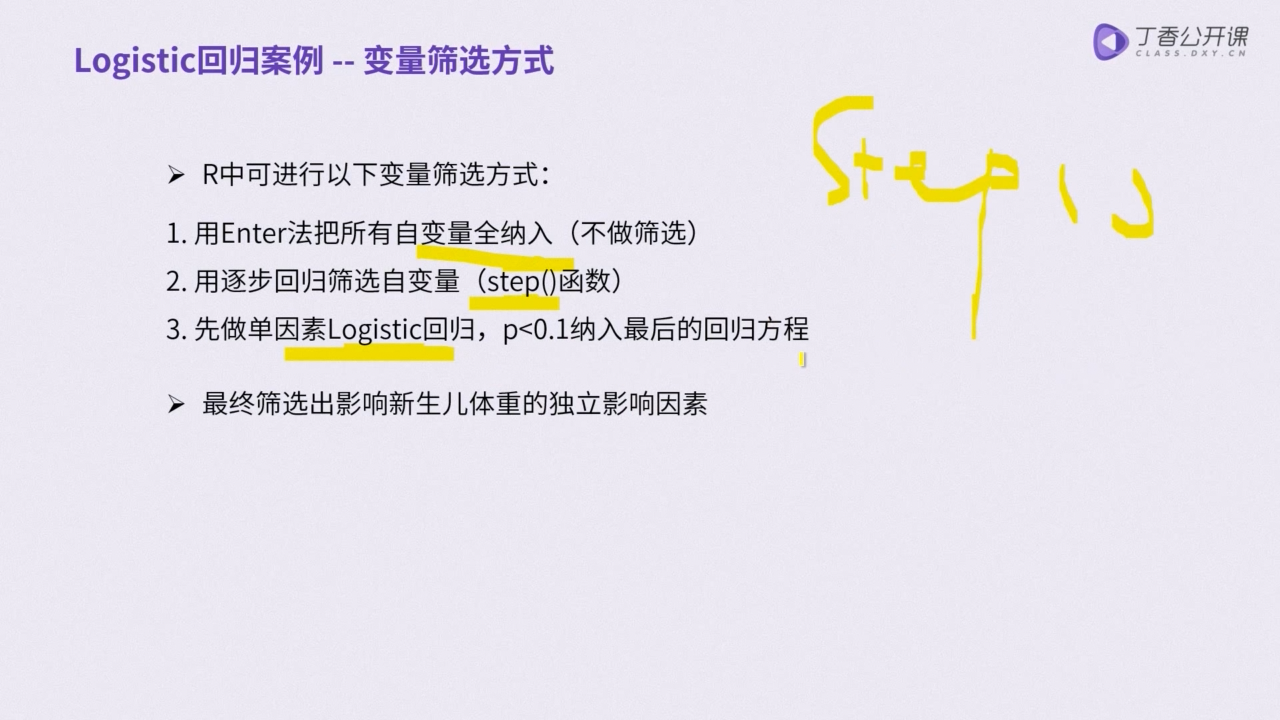 Logistic回归案例 -- 变量筛选方式
丁香公开课
CLASS.DXY.CN
Step()
➢ R中可进行以下变量筛选方式：
1. 用Enter法把所有自变量全纳入（不做筛选）
2. 用逐步回归筛选自变量（step()函数）
3. 先做单因素Logistic回归，p<0.1纳入最后的回归方程
➢ 最终筛选出影响新生儿体重的独立影响因素